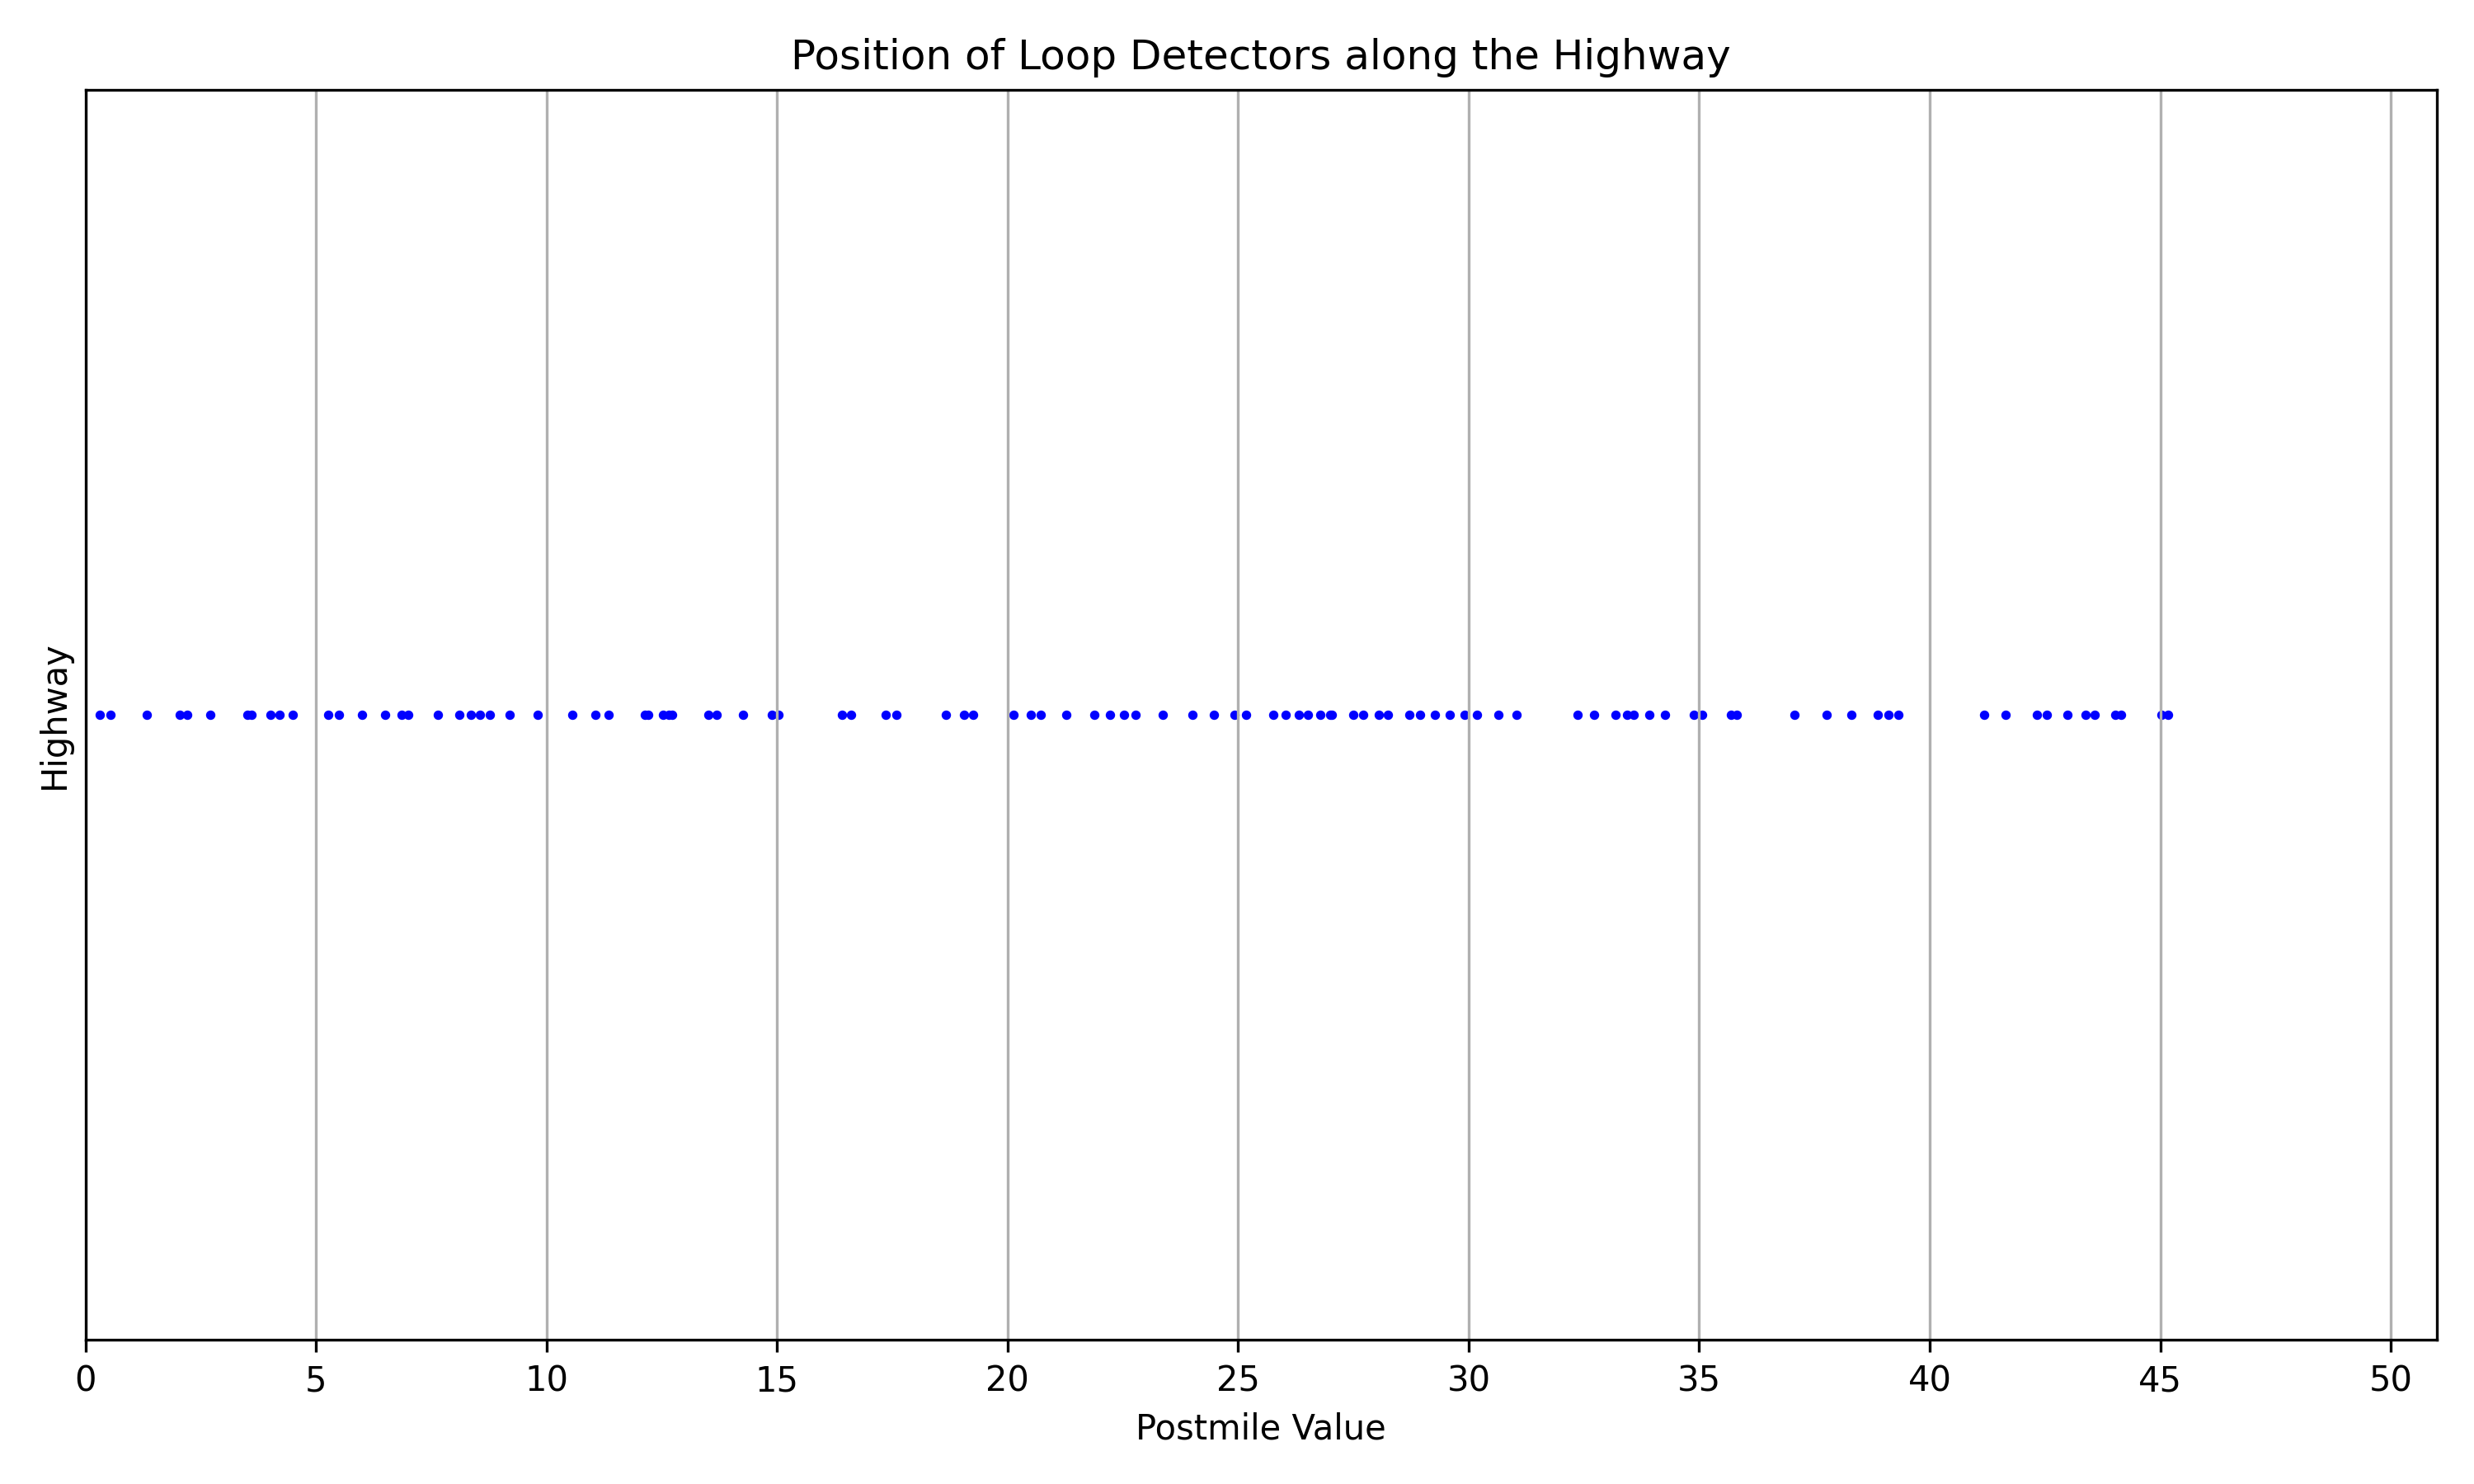 Position of Loop Detectors along the Highway
Highway
0 5 10 15 20 25 30 35 40 45 50
Postmile Value